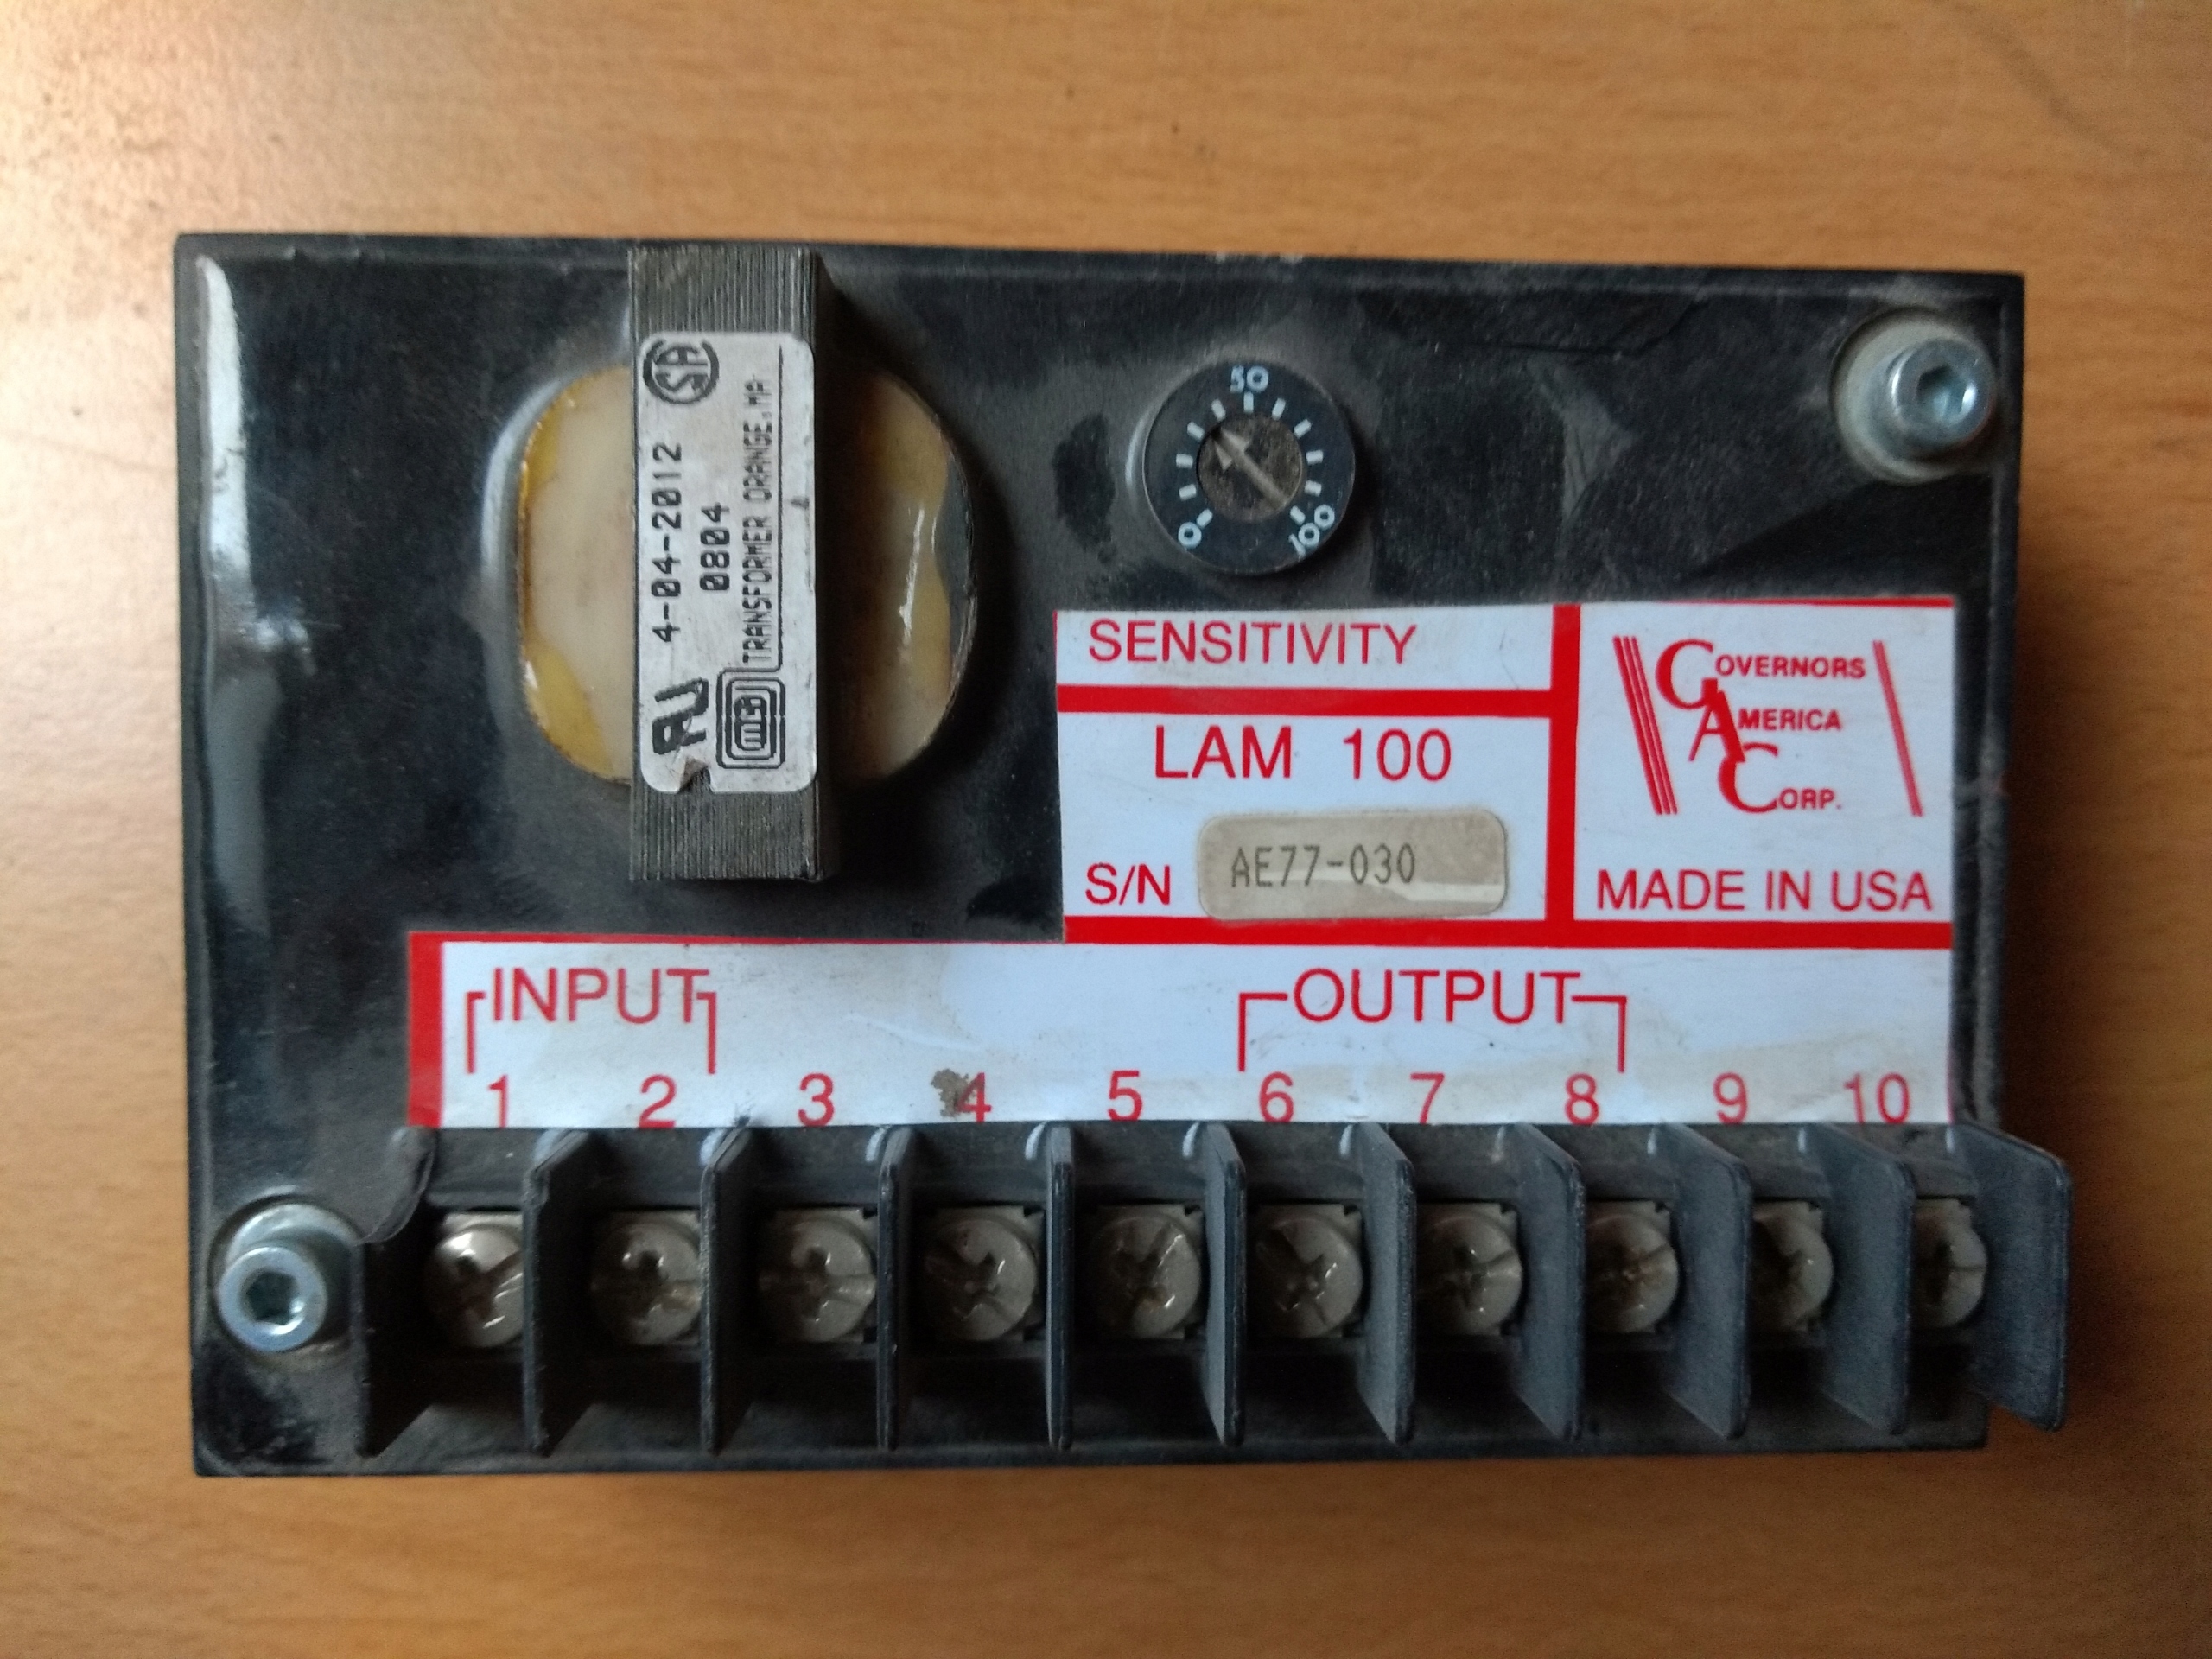 SA
4-04-2012
0804
TRANSFORMER ORANGE, MA.
50
0
100
SENSITIVITY
LAM 100
S/N AE77-030
GOVERNORS
AMERICA
CORP.
MADE IN USA
INPUT
OUTPUT
1 2 3 4 5 6 7 8 9 10